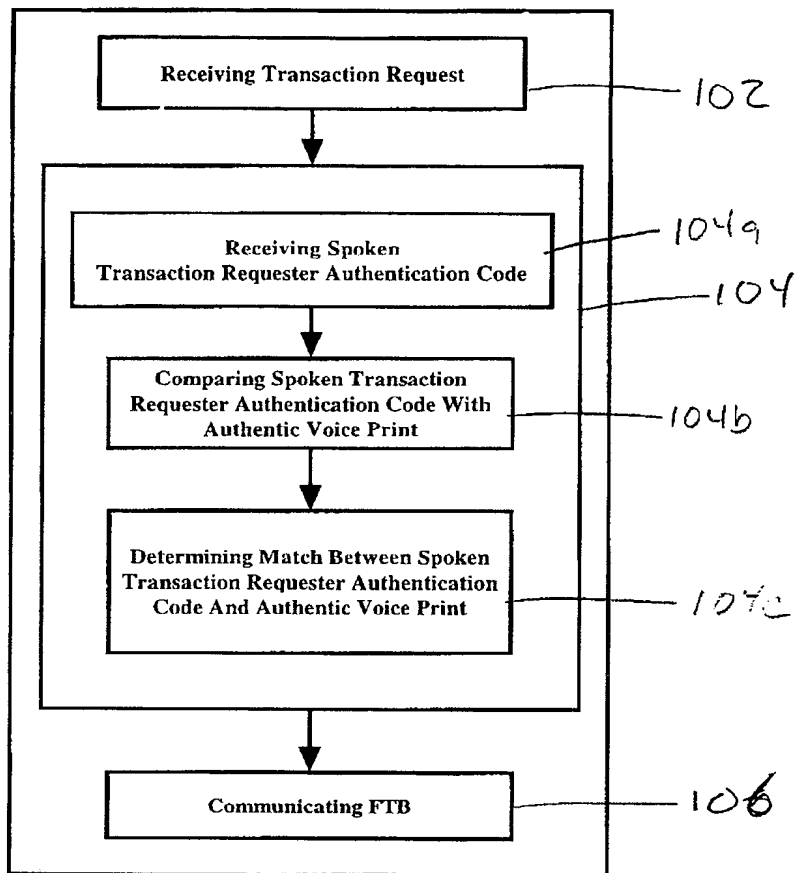 Receiving Transaction Request
102
Receiving Spoken
Transaction Requester Authentication Code
104a
104
Comparing Spoken Transaction
Requester Authentication Code With
Authentic Voice Print
104b
Determining Match Between Spoken
Transaction Requester Authentication
Code And Authentic Voice Print
104c
Communicating FTB
106